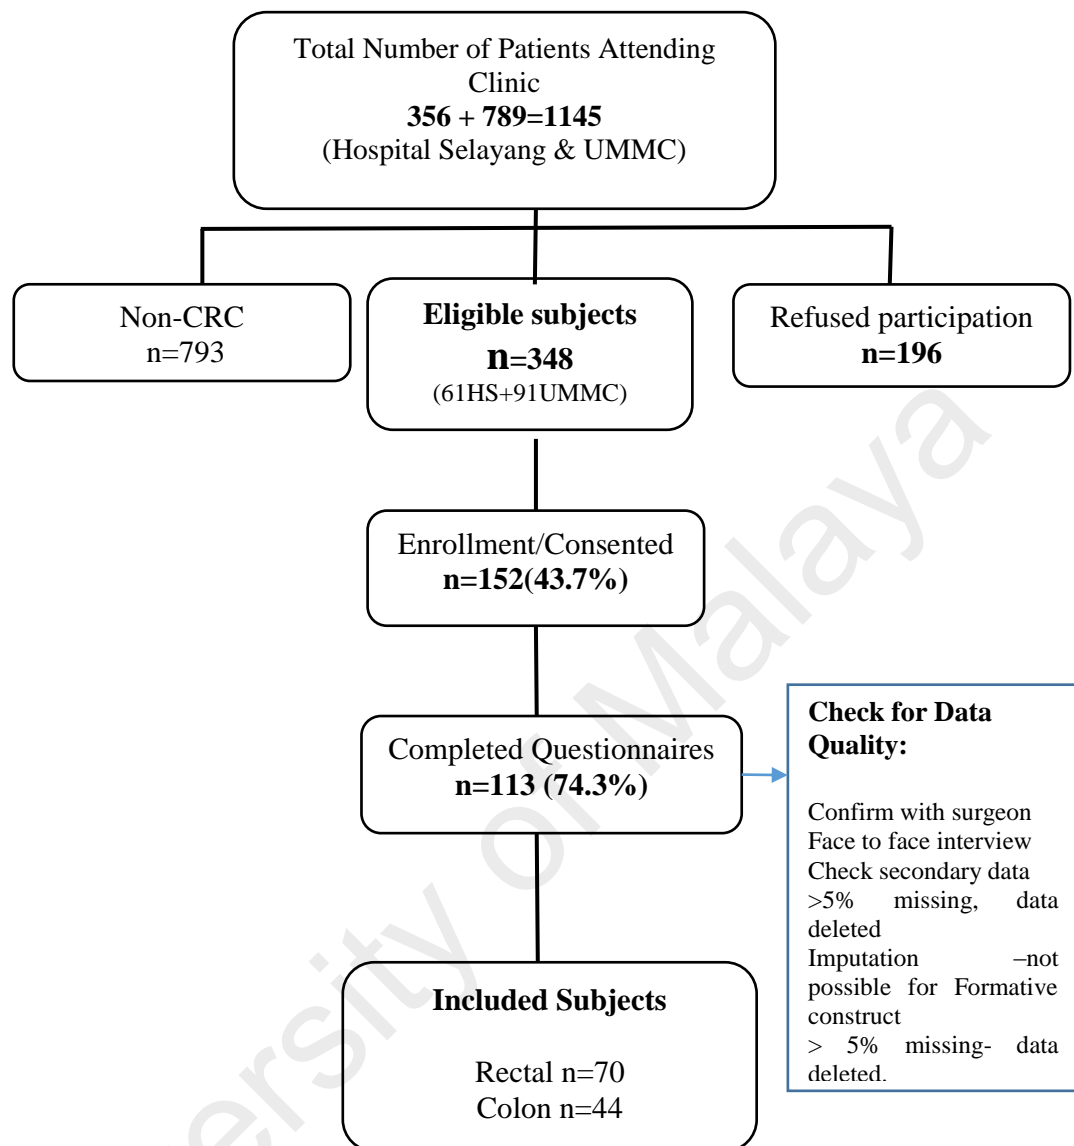 Total Number of Patients Attending
Clinic
356 + 789=1145
(Hospital Selayang & UMMC)
Non-CRC
n=793
Eligible subjects
n=348
(61HS+91UMMC)
Refused participation
n=196
Enrollment/Consented
n=152(43.7%)
Completed Questionnaires
n=113 (74.3%)
Check for Data
Quality:
Confirm with surgeon
Face to face interview
Check secondary data
>5% missing, data
deleted
Imputation –not
possible for Formative
construct
> 5% missing- data
deleted.
Included Subjects
Rectal n=70
Colon n=44
ersity of Malaya